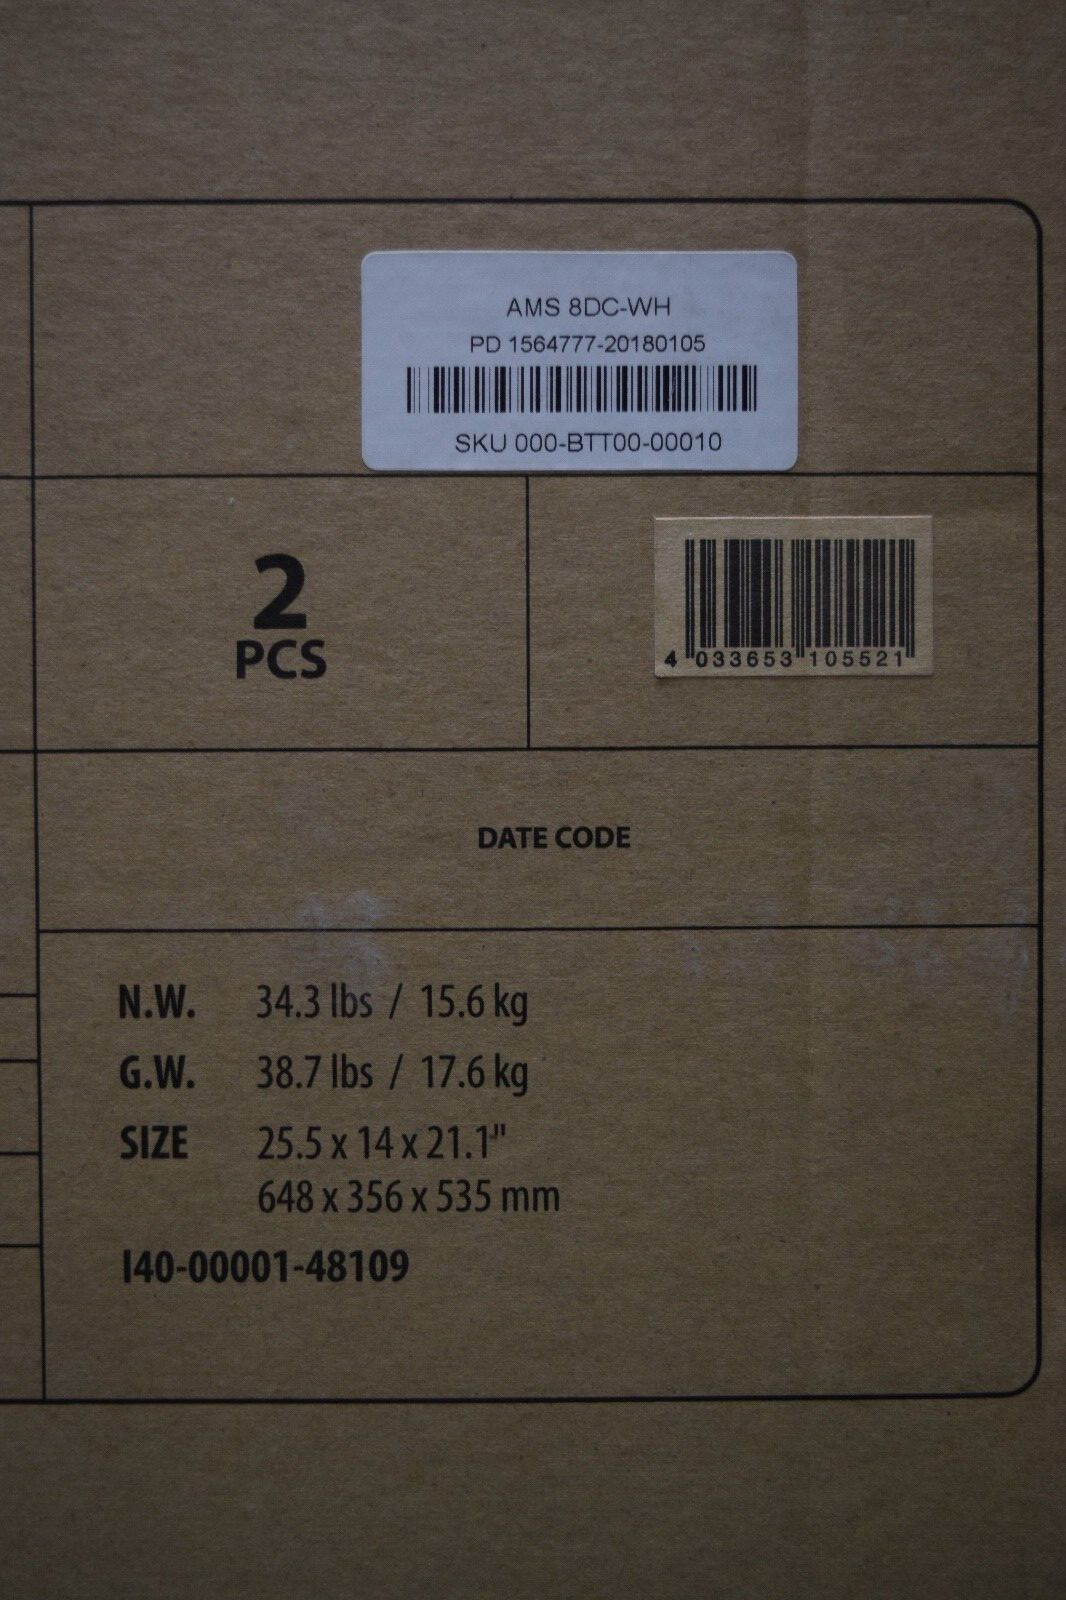 AMS 8DC-WH
PD 1564777-20180105
SKU 000-BTT00-00010
2
PCS
4 033653 105521
DATE CODE
N.W. 34.3 lbs / 15.6 kg
G.W. 38.7 lbs / 17.6 kg
SIZE 25.5 x 14 x 21.1"
648 x 356 x 535 mm
I40-00001-48109